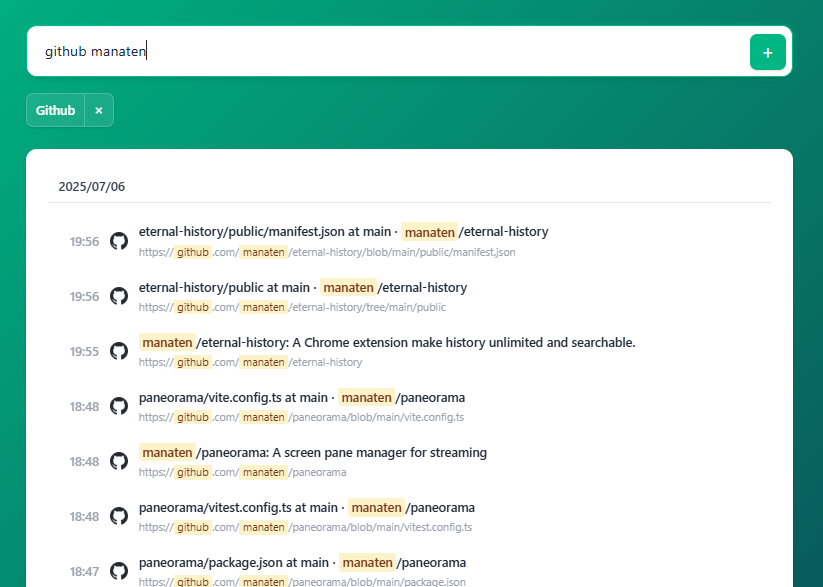 github manaten
+
Github ×
2025/07/06
19:56
eternal-history/public/manifest.json at main · manaten/eternal-history
https://github.com/manaten/eternal-history/blob/main/public/manifest.json
19:56
eternal-history/public at main · manaten/eternal-history
https://github.com/manaten/eternal-history/tree/main/public
19:55
manaten/eternal-history: A Chrome extension make history unlimited and searchable.
https://github.com/manaten/eternal-history
18:48
paneorama/vite.config.ts at main · manaten/paneorama
https://github.com/manaten/paneorama/blob/main/vite.config.ts
18:48
manaten/paneorama: A screen pane manager for streaming
https://github.com/manaten/paneorama
18:48
paneorama/vitest.config.ts at main · manaten/paneorama
https://github.com/manaten/paneorama/blob/main/vitest.config.ts
18:47
paneorama/package.json at main · manaten/paneorama
https://github.com/manaten/paneorama/blob/main/package.json